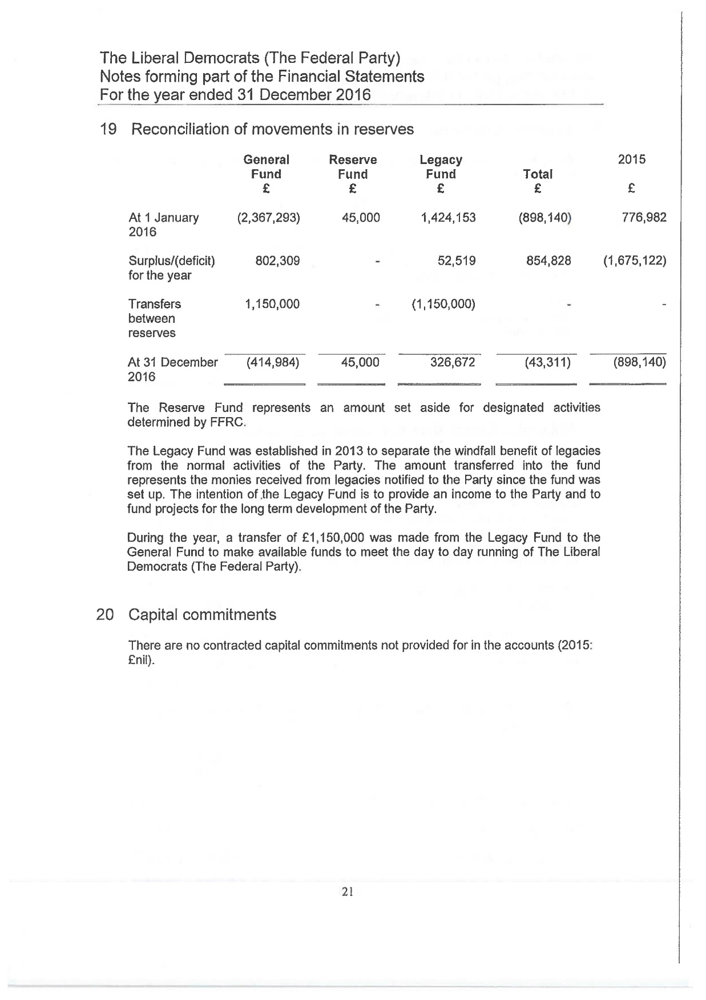 The Liberal Democrats (The Federal Party)
Notes forming part of the Financial Statements
For the year ended 31 December 2016
19 Reconciliation of movements in reserves
General Reserve Legacy 2015
Fund Fund Fund Total
£ £ £ £ £
At 1 January (2,367,293) 45,000 1,424,153 (898,140) 776,982
2016
Surplus/(deficit) 802,309 - 52,519 854,828 (1,675,122)
for the year
Transfers 1,150,000 - (1,150,000) - -
between
reserves
At 31 December (414,984) 45,000 326,672 (43,311) (898,140)
2016
The Reserve Fund represents an amount set aside for designated activities
determined by FFRC.
The Legacy Fund was established in 2013 to separate the windfall benefit of legacies
from the normal activities of the Party. The amount transferred into the fund
represents the monies received from legacies notified to the Party since the fund was
set up. The intention of .the Legacy Fund is to provide an income to the Party and to
fund projects for the long term development of the Party.
During the year, a transfer of £1,150,000 was made from the Legacy Fund to the
General Fund to make available funds to meet the day to day running of The Liberal
Democrats (The Federal Party).
20 Capital commitments
There are no contracted capital commitments not provided for in the accounts (2015:
£nil).
21